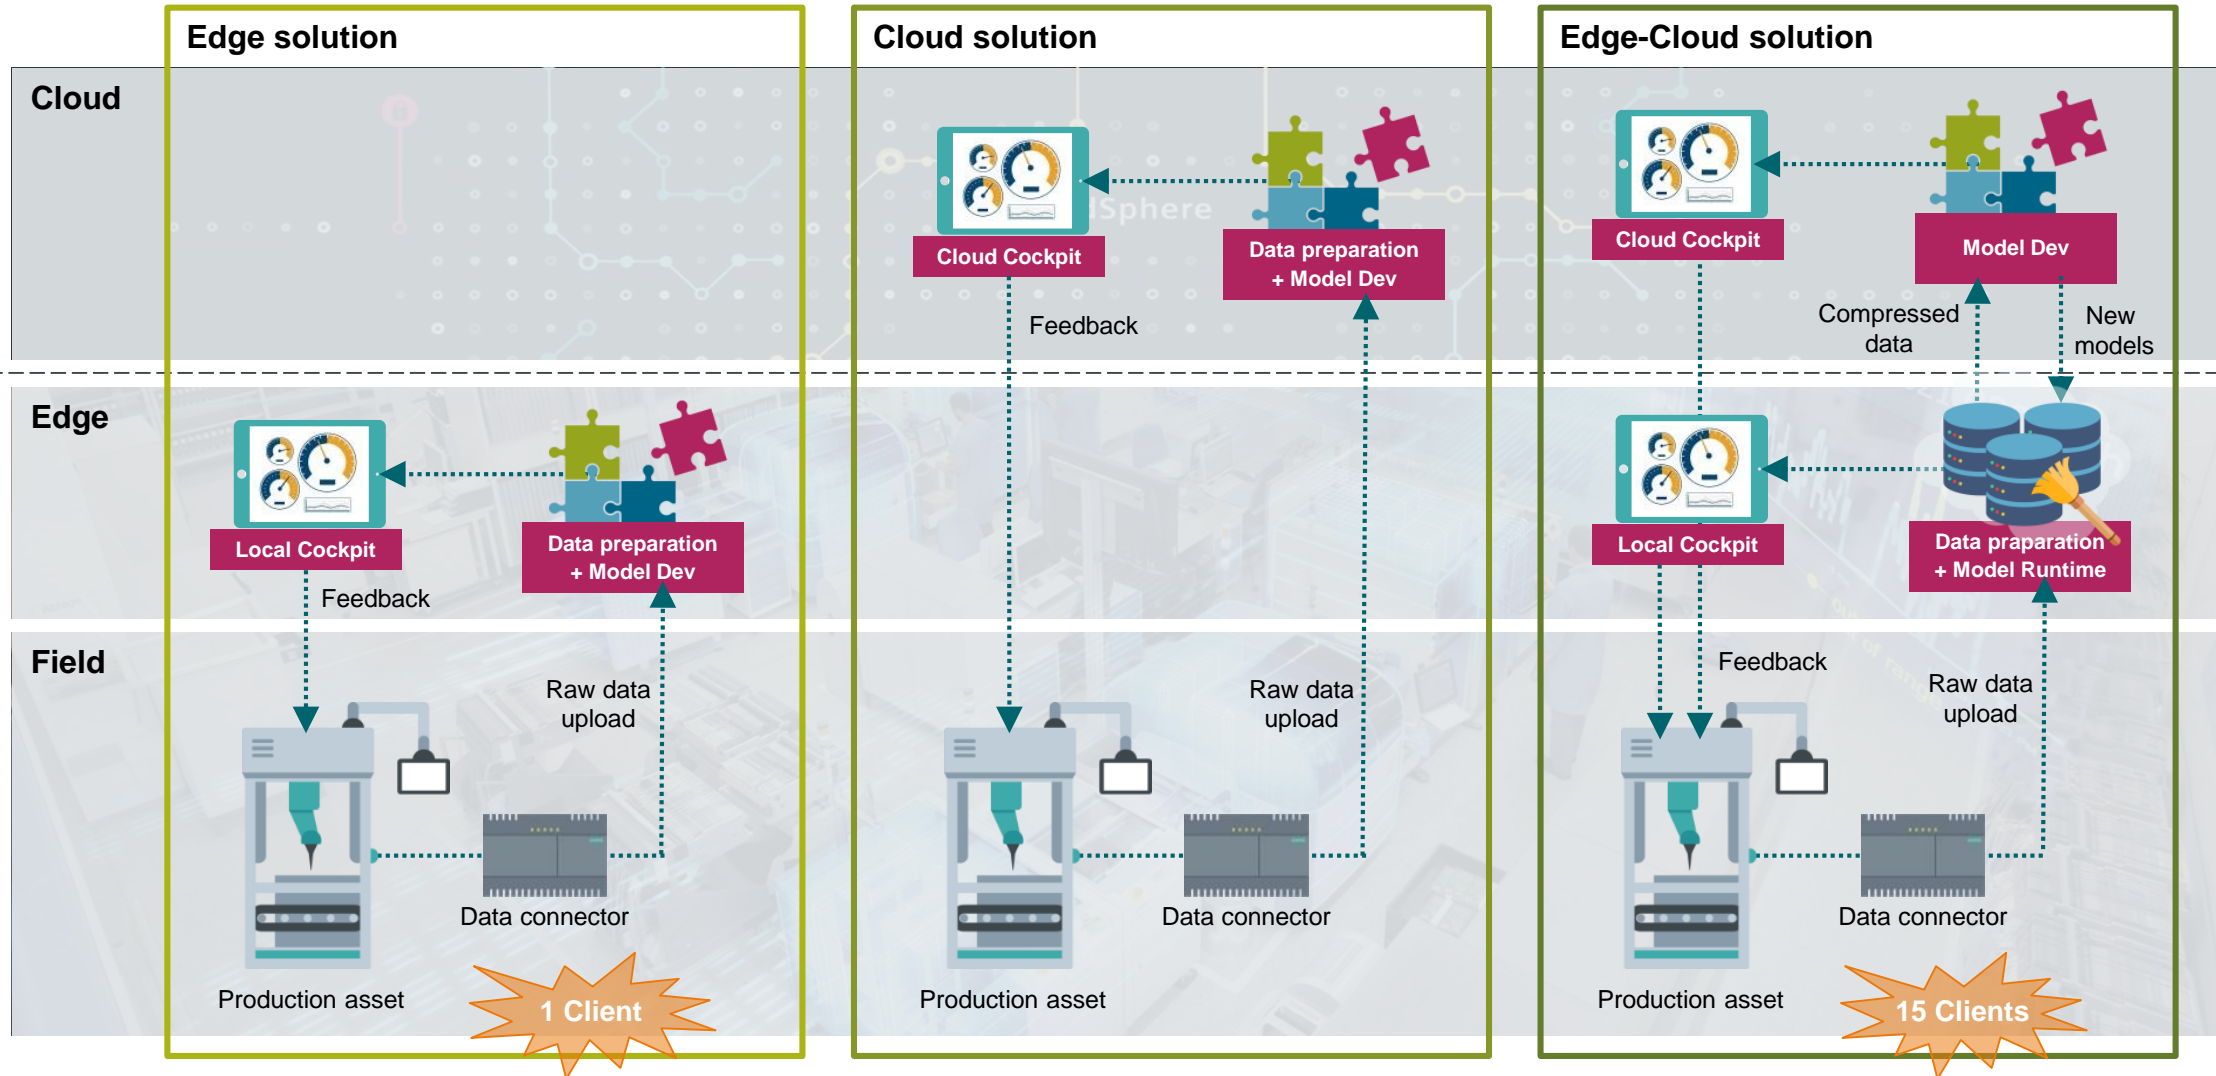 Edge solution
Cloud solution
Edge-Cloud solution
Cloud
Sphere
Cloud Cockpit
Data preparation
+ Model Dev
Cloud Cockpit
Model Dev
Feedback
Compressed
data
New
models
Edge
Local Cockpit
Data preparation
+ Model Dev
Local Cockpit
Data praparation
+ Model Runtime
Feedback
Field
Raw data
upload
Raw data
upload
Feedback
Raw data
upload
Data connector
Data connector
Data connector
Production asset
1 Client
Production asset
Production asset
15 Clients